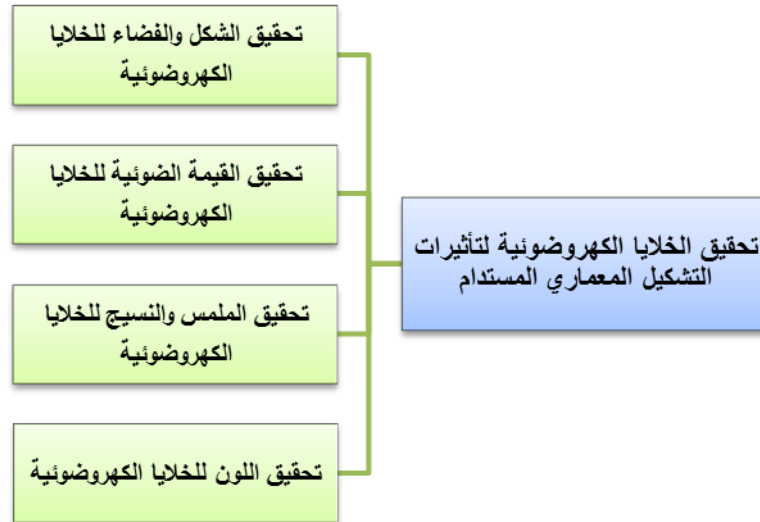 تحقيق الخلايا الكهروضوئية لتأثيرات
التشكيل المعماري المستدام
تحقيق الشكل والفضاء للخلايا
الكهروضوئية
تحقيق القيمة الضوئية للخلايا
الكهروضوئية
تحقيق الملمس والنسيج للخلايا
الكهروضوئية
تحقيق اللون للخلايا الكهروضوئية